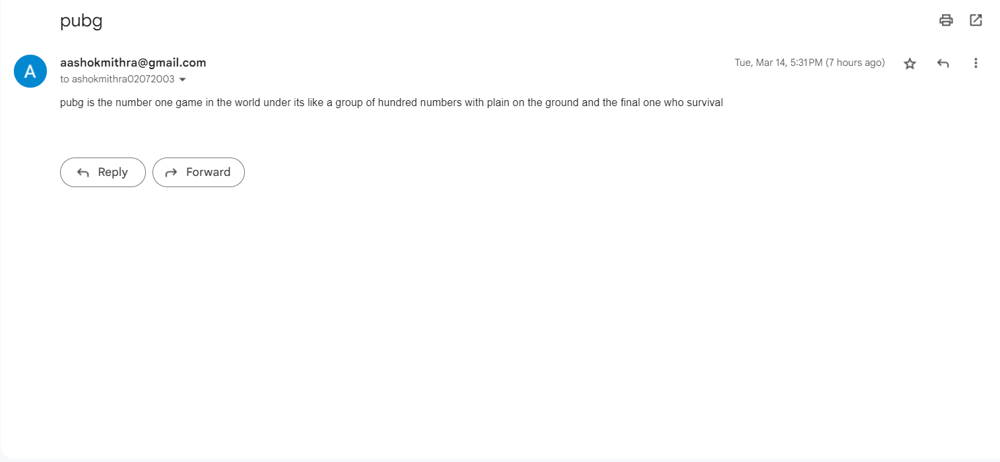 pubg
aashokmithra@gmail.com
Tue, Mar 14, 5:31 PM (7 hours ago)
to ashokmithra02072003
pubg is the number one game in the world under its like a group of hundred numbers with plain on the ground and the final one who survival
Reply
Forward
A